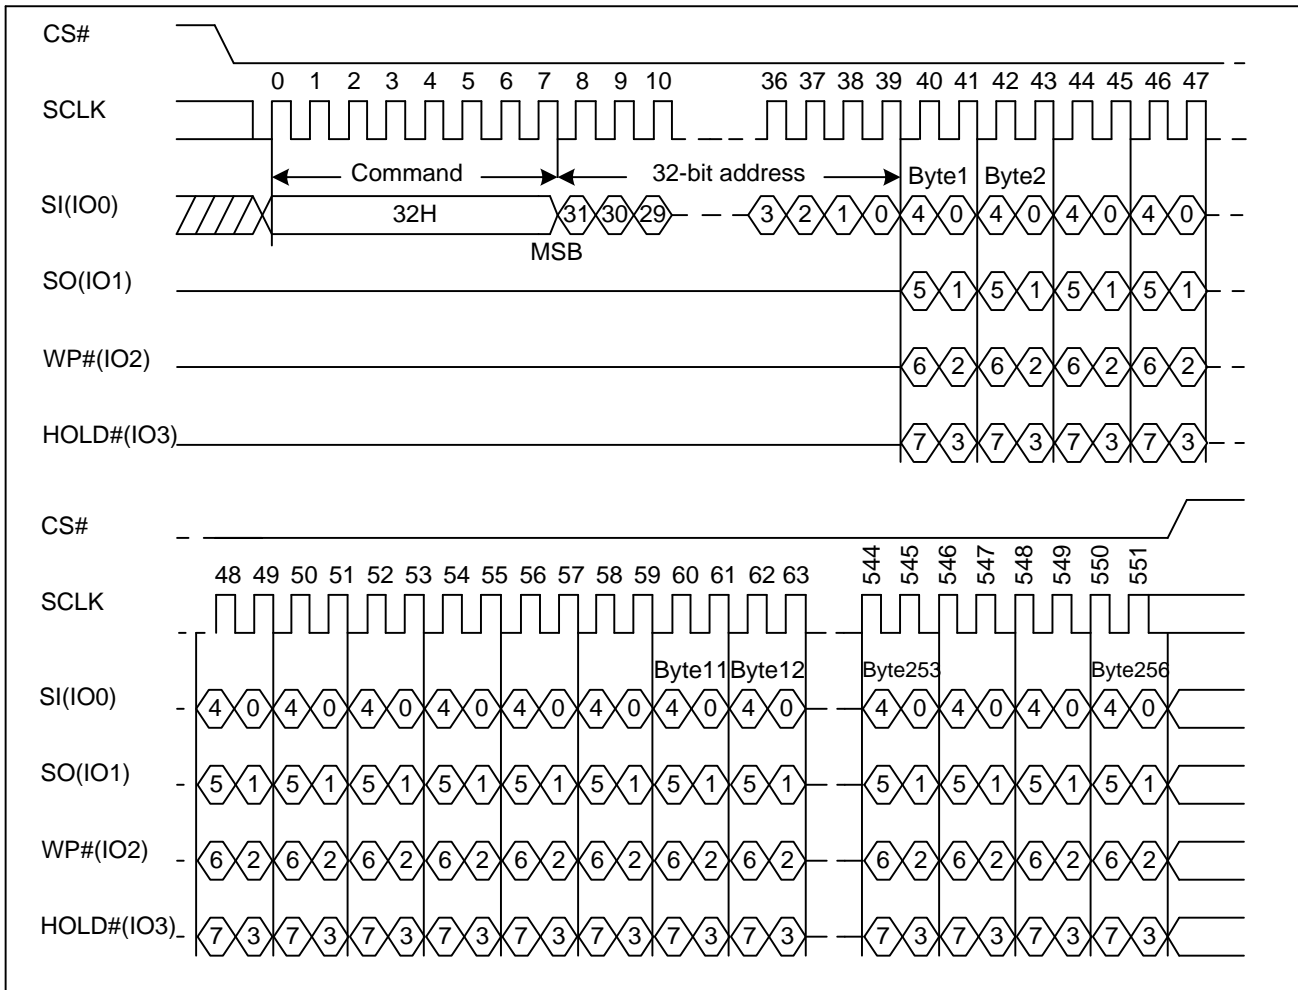 CS#
0 1 2 3 4 5 6 7 8 9 10 36 37 38 39 40 41 42 43 44 45 46 47
SCLK
Command 32-bit address Byte1 Byte2
SI(IO0) 32H 31 30 29 3 2 1 0 4 0 4 0 4 0 4 0
MSB
SO(IO1) 5 1 5 1 5 1 5 1
WP#(IO2) 6 2 6 2 6 2 6 2
HOLD#(IO3) 7 3 7 3 7 3 7 3
CS#
48 49 50 51 52 53 54 55 56 57 58 59 60 61 62 63 544 545 546 547 548 549 550 551
SCLK
Byte11 Byte12 Byte253 Byte256
SI(IO0) 4 0 4 0 4 0 4 0 4 0 4 0 4 0 4 0 4 0 4 0 4 0 4 0
SO(IO1) 5 1 5 1 5 1 5 1 5 1 5 1 5 1 5 1 5 1 5 1 5 1 5 1
WP#(IO2) 6 2 6 2 6 2 6 2 6 2 6 2 6 2 6 2 6 2 6 2 6 2 6 2
HOLD#(IO3) 7 3 7 3 7 3 7 3 7 3 7 3 7 3 7 3 7 3 7 3 7 3 7 3